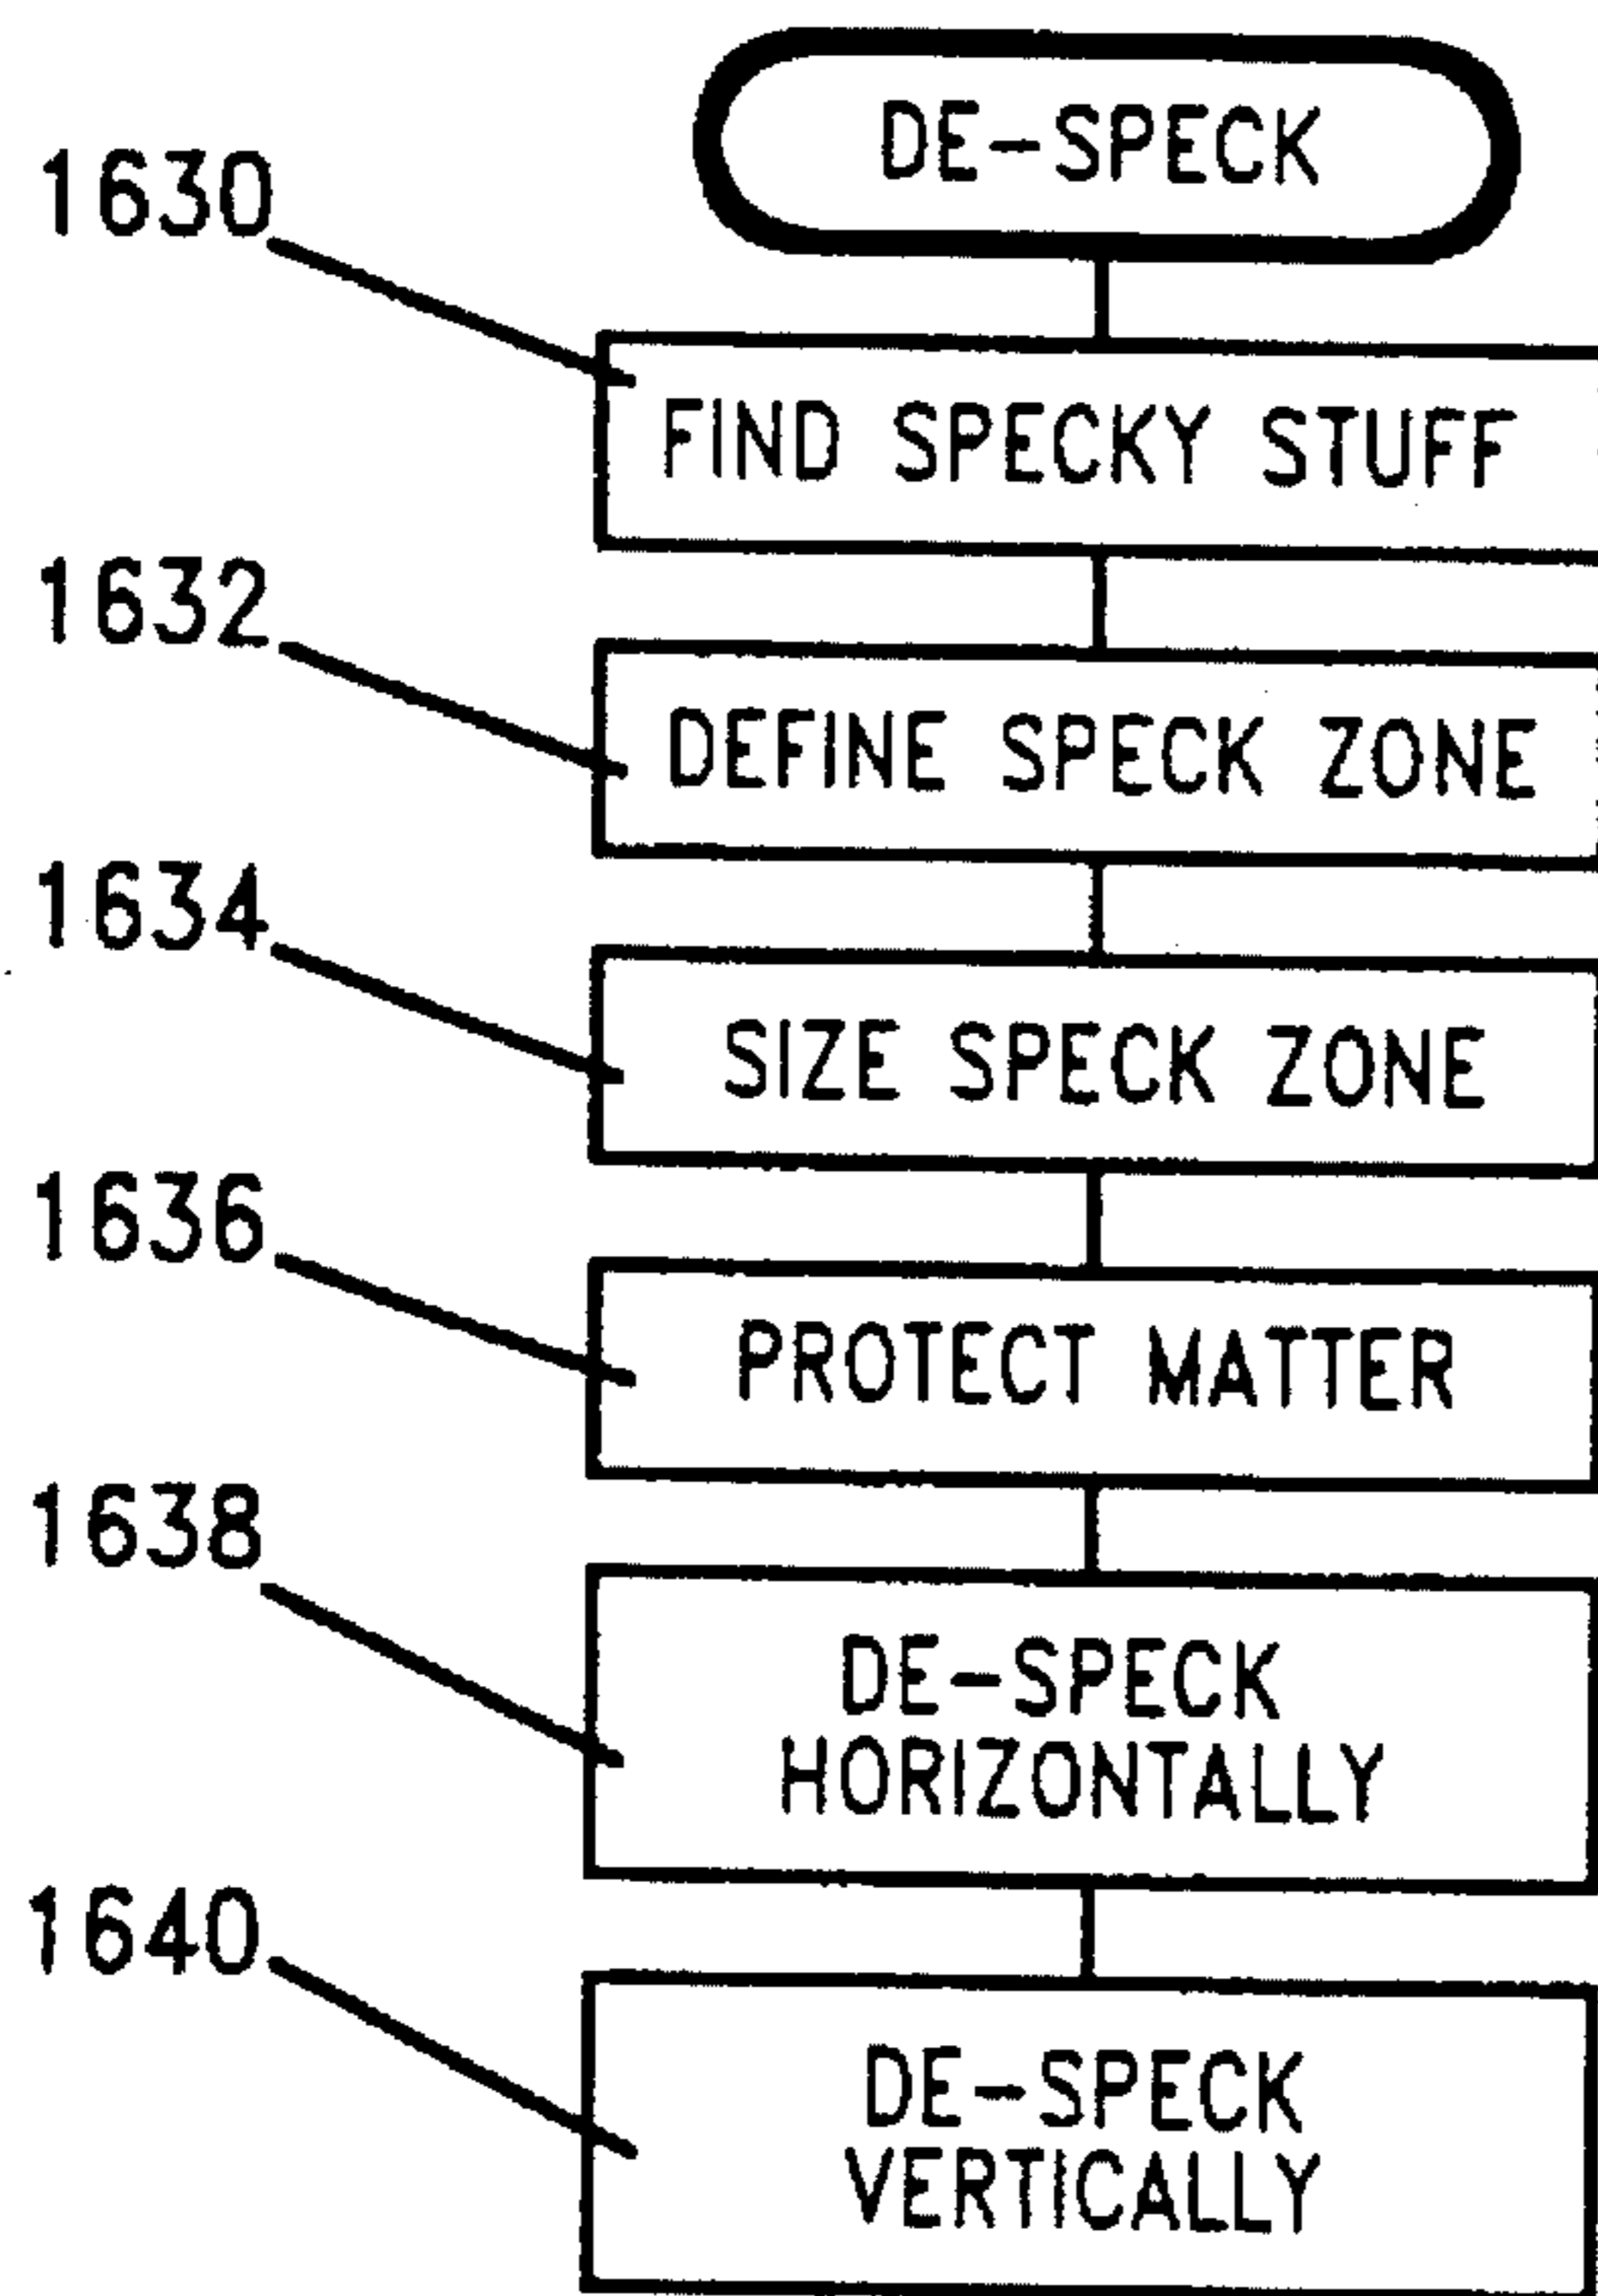 DE-SPECK
1630
FIND SPECKY STUFF
1632
DEFINE SPECK ZONE
1634
SIZE SPECK ZONE
1636
PROTECT MATTER
1638
DE-SPECK
HORIZONTALLY
1640
DE-SPECK
VERTICALLY